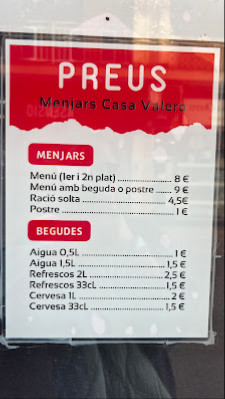 PREUS
Menjars Casa Valero
MENJARS
Menú (1er i 2n plat) ..................... 8 €
Menú amb beguda o postre ..... 9 €
Ració solta ..................................... 4,5€
Postre ............................................... 1 €
BEGUDES
Aigua 0,5L ....................................... 1 €
Aigua 1,5L ..................................... 1,5 €
Refrescos 2L ................................. 2,5 €
Refrescos 33cL .............................. 1,5 €
Cervesa 1L ...................................... 2 €
Cervesa 33cL ................................. 1,5 €